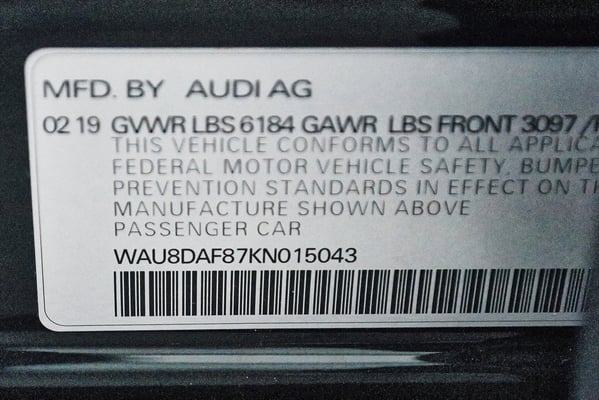 MFD. BY AUDI AG
02 19 GVWR LBS 6184 GAWR LBS FRONT 3097 /
THIS VEHICLE CONFORMS TO ALL
FEDERAL MOTOR VEHICLE SAFETY, BUMPE
PREVENTION STANDARDS IN EFFECT ON
MANUFACTURE SHOWN ABOVE
PASSENGER CAR
WAU8DAF87KN015043